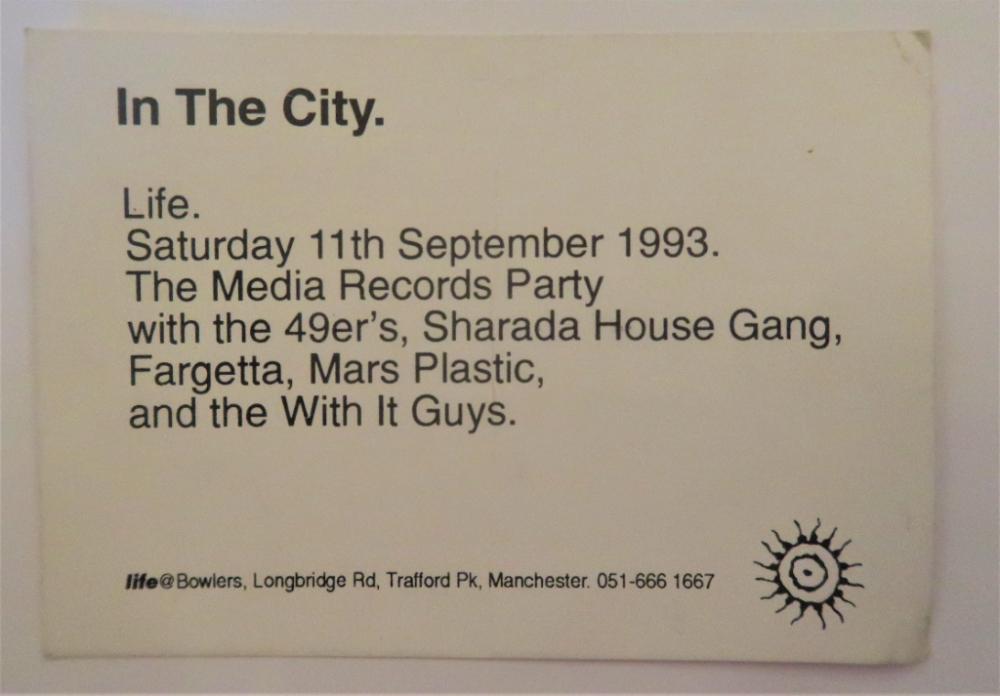 In The City.
Life.
Saturday 11th September 1993.
The Media Records Party
with the 49er's, Sharada House Gang,
Fargetta, Mars Plastic,
and the With It Guys.
life@Bowlers, Longbridge Rd, Trafford Pk, Manchester. 051-666 1667